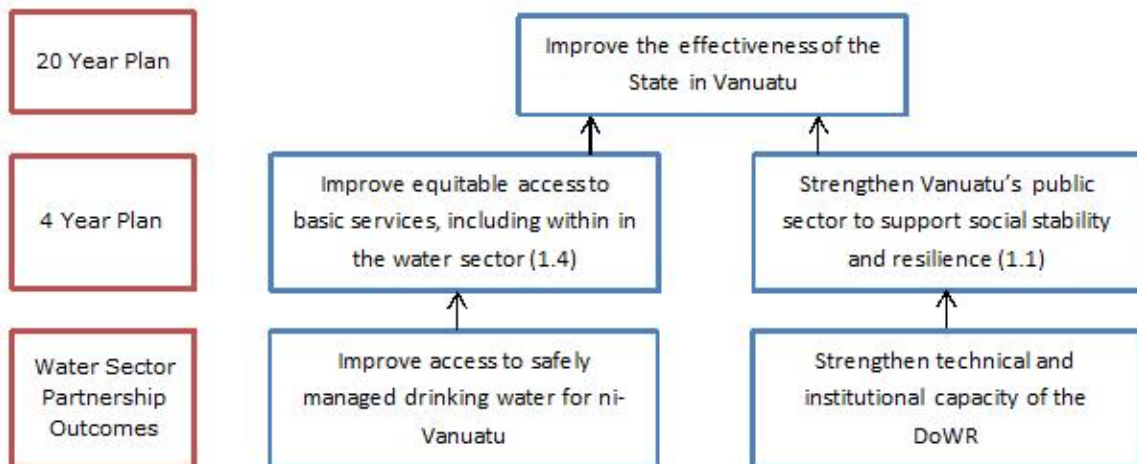 20 Year Plan
Improve the effectiveness of the
State in Vanuatu
4 Year Plan
Improve equitable access to
basic services, including within in
the water sector (1.4)
Strengthen Vanuatu's public
sector to support social stability
and resilience (1.1)
Water Sector
Partnership
Outcomes
Improve access to safely
managed drinking water for ni-
Vanuatu
Strengthen technical and
institutional capacity of the
DoWR